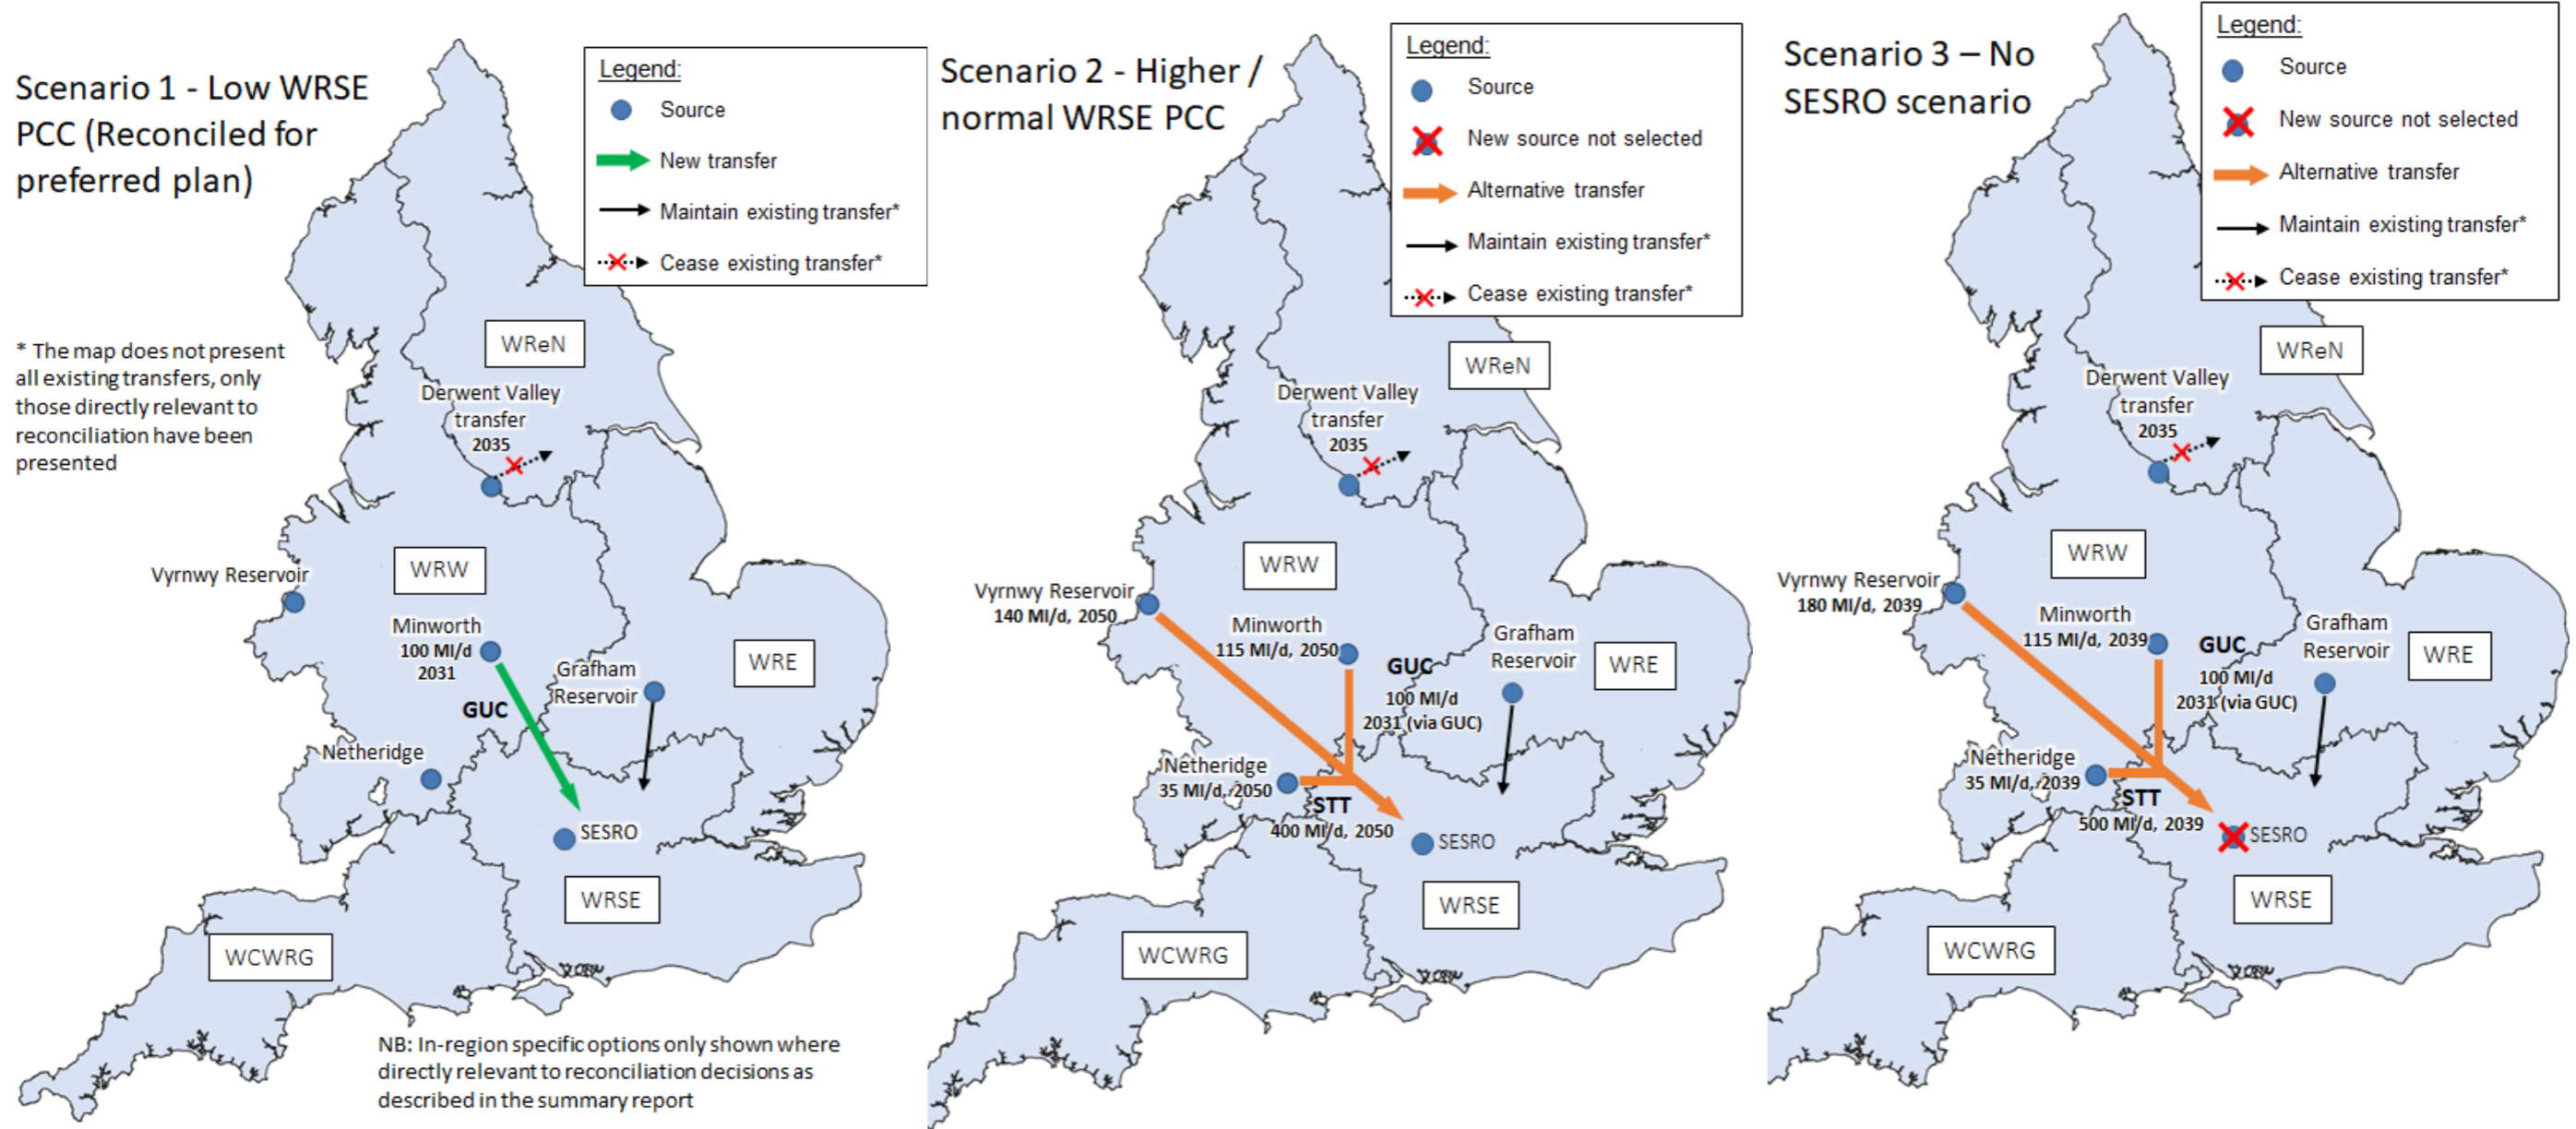 Scenario 1 - Low WRSE
PCC (Reconciled for
preferred plan)
Legend:
Source
New transfer
Maintain existing transfer*
Cease existing transfer*
* The map does not present
all existing transfers, only
those directly relevant to
reconciliation have been
presented
WReN
Derwent Valley
transfer
2035
Vyrnwy Reservoir
WRW
Minworth
100 Ml/d
2031
Grafham
Reservoir
WRE
GUC
Netheridge
SESRO
WRSE
WCWRG
NB: In-region specific options only shown where
directly relevant to reconciliation decisions as
described in the summary report
Scenario 2 - Higher /
normal WRSE PCC
Legend:
Source
New source not selected
Alternative transfer
Maintain existing transfer*
Cease existing transfer*
WReN
Derwent Valley
transfer
2035
WRW
Vyrnwy Reservoir
140 Ml/d, 2050
Minworth
115 Ml/d, 2050
GUC
100 Ml/d
2031 (via GUC)
Grafham
Reservoir
WRE
Netheridge
35 Ml/d, 2050
STT
400 Ml/d, 2050
SESRO
WRSE
WCWRG
Scenario 3 – No
SESRO scenario
Legend:
Source
New source not selected
Alternative transfer
Maintain existing transfer*
Cease existing transfer*
WReN
Derwent Valley
transfer
2035
WRW
Vyrnwy Reservoir
180 Ml/d, 2039
Minworth
115 Ml/d, 2039
GUC
100 Ml/d
2031 (via GUC)
Grafham
Reservoir
WRE
Netheridge
35 Ml/d, 2039
STT
500 Ml/d, 2039
SESRO
WRSE
WCWRG